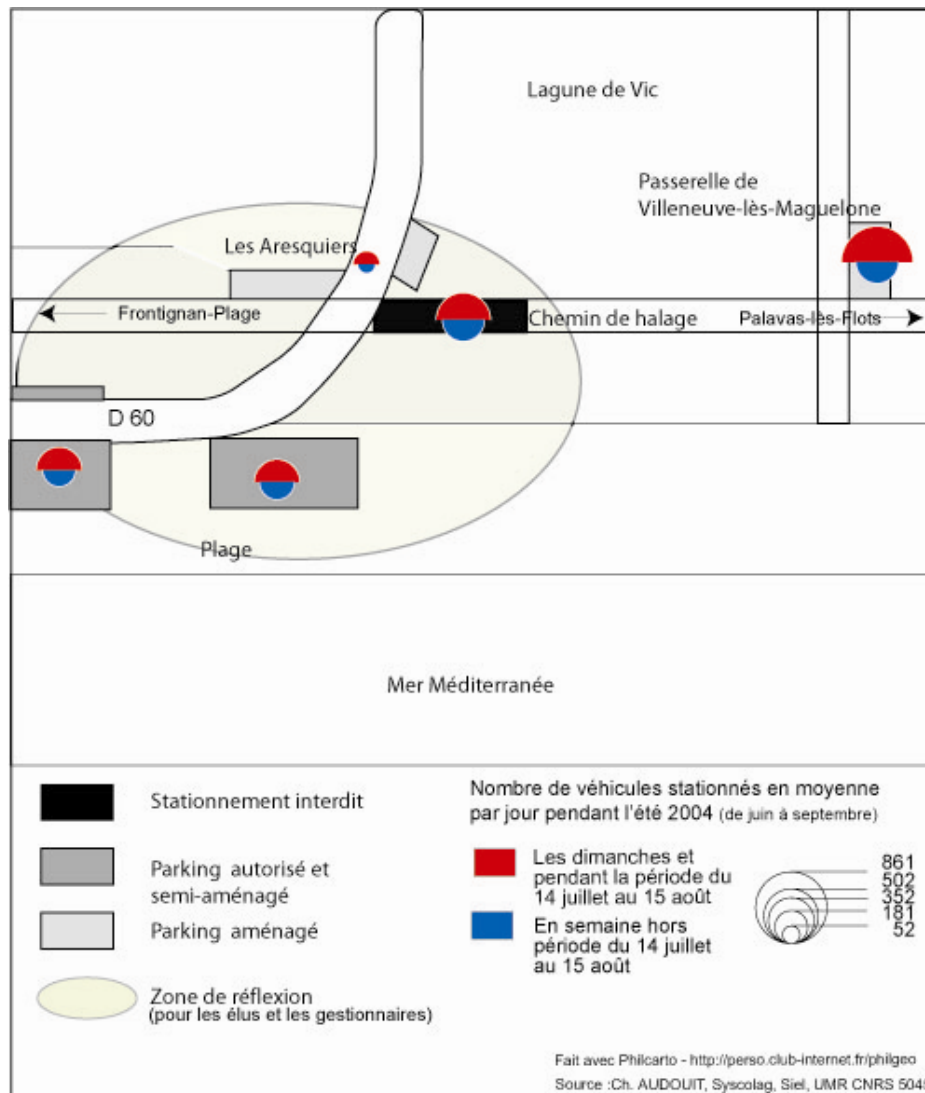 Lagune de Vic
Passerelle de
Villeneuve-lès-Maguelone
Les Aresquiers
Frontignan-Plage
Chemin de halage
Palavas-lès-Flots
D 60
Plage
Mer Méditerranée
Stationnement interdit
Parking autorisé et
semi-aménagé
Parking aménagé
Zone de réflexion
(pour les élus et les gestionnaires)
Nombre de véhicules stationnés en moyenne
par jour pendant l'été 2004 (de juin à septembre)
Les dimanches et
pendant la période du
14 juillet au 15 août
En semaine hors
période du 14 juillet
au 15 août
861
502
352
181
52
Fait avec Philcarto - http://perso.club-internet.fr/philgeo
Source :Ch. AUDOUIT, Syscolag, Siel, UMR CNRS 5045